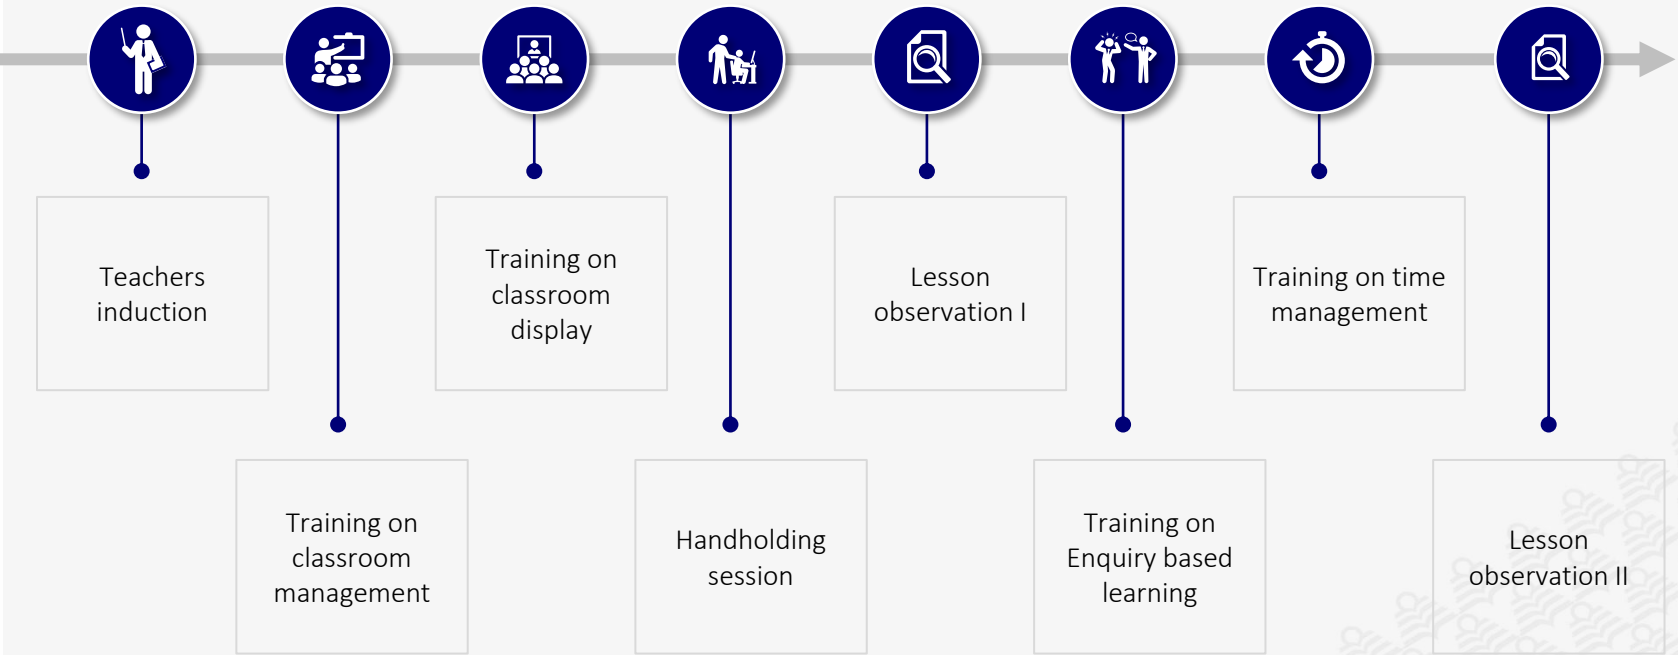 Teachers
induction
Training on
classroom
management
Training on
classroom
display
Handholding
session
Lesson
observation I
Training on
Enquiry based
learning
Training on time
management
Lesson
observation II